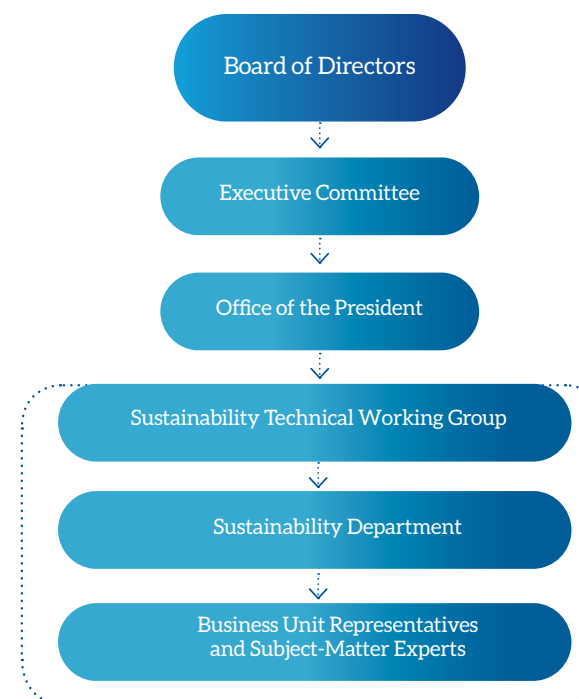 Board of Directors
Executive Committee
Office of the President
Sustainability Technical Working Group
Sustainability Department
Business Unit Representatives
and Subject-Matter Experts